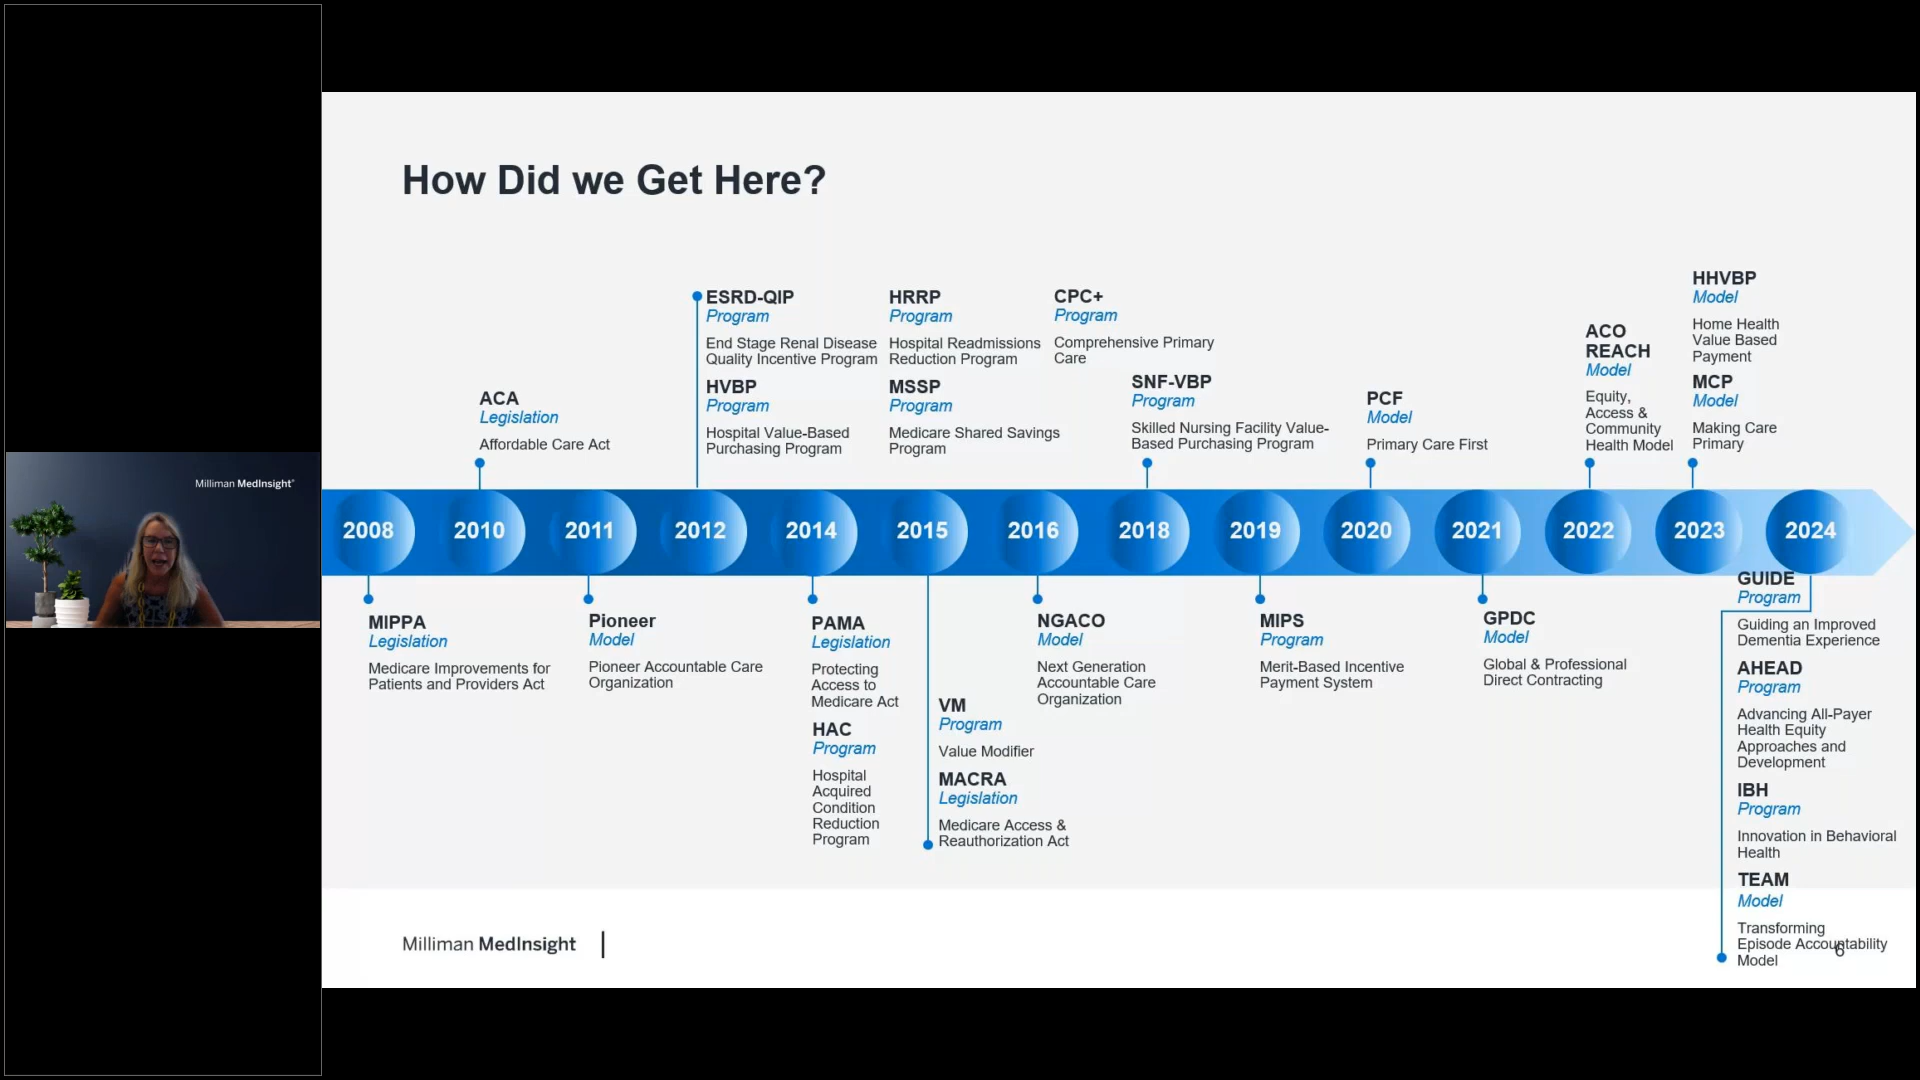 Milliman MedInsight®
How Did we Get Here?
ESRD-QIP
Program
End Stage Renal Disease
Quality Incentive Program
HVBP
Program
Hospital Value-Based
Purchasing Program
HRRP
Program
Hospital Readmissions
Reduction Program
MSSP
Program
Medicare Shared Savings
Program
CPC+
Program
Comprehensive Primary
Care
ACA
Legislation
Affordable Care Act
SNF-VBP
Program
Skilled Nursing Facility Value-
Based Purchasing Program
PCF
Model
Primary Care First
ACO
REACH
Model
Equity,
Access &
Community
Health Model
HHVBP
Model
Home Health
Value Based
Payment
MCP
Model
Making Care
Primary
2008
2010
2011
2012
2014
2015
2016
2018
2019
2020
2021
2022
2023
2024
MIPPA
Legislation
Medicare Improvements for
Patients and Providers Act
Pioneer
Model
Pioneer Accountable Care
Organization
PAMA
Legislation
Protecting
Access to
Medicare Act
HAC
Program
Hospital
Acquired
Condition
Reduction
Program
VM
Program
Value Modifier
MACRA
Legislation
Medicare Access &
Reauthorization Act
NGACO
Model
Next Generation
Accountable Care
Organization
MIPS
Program
Merit-Based Incentive
Payment System
GPDC
Model
Global & Professional
Direct Contracting
GUIDE
Program
Guiding an Improved
Dementia Experience
AHEAD
Program
Advancing All-Payer
Health Equity
Approaches and
Development
IBH
Program
Innovation in Behavioral
Health
TEAM
Model
Transforming
Episode Accountability
Model
Milliman MedInsight
6